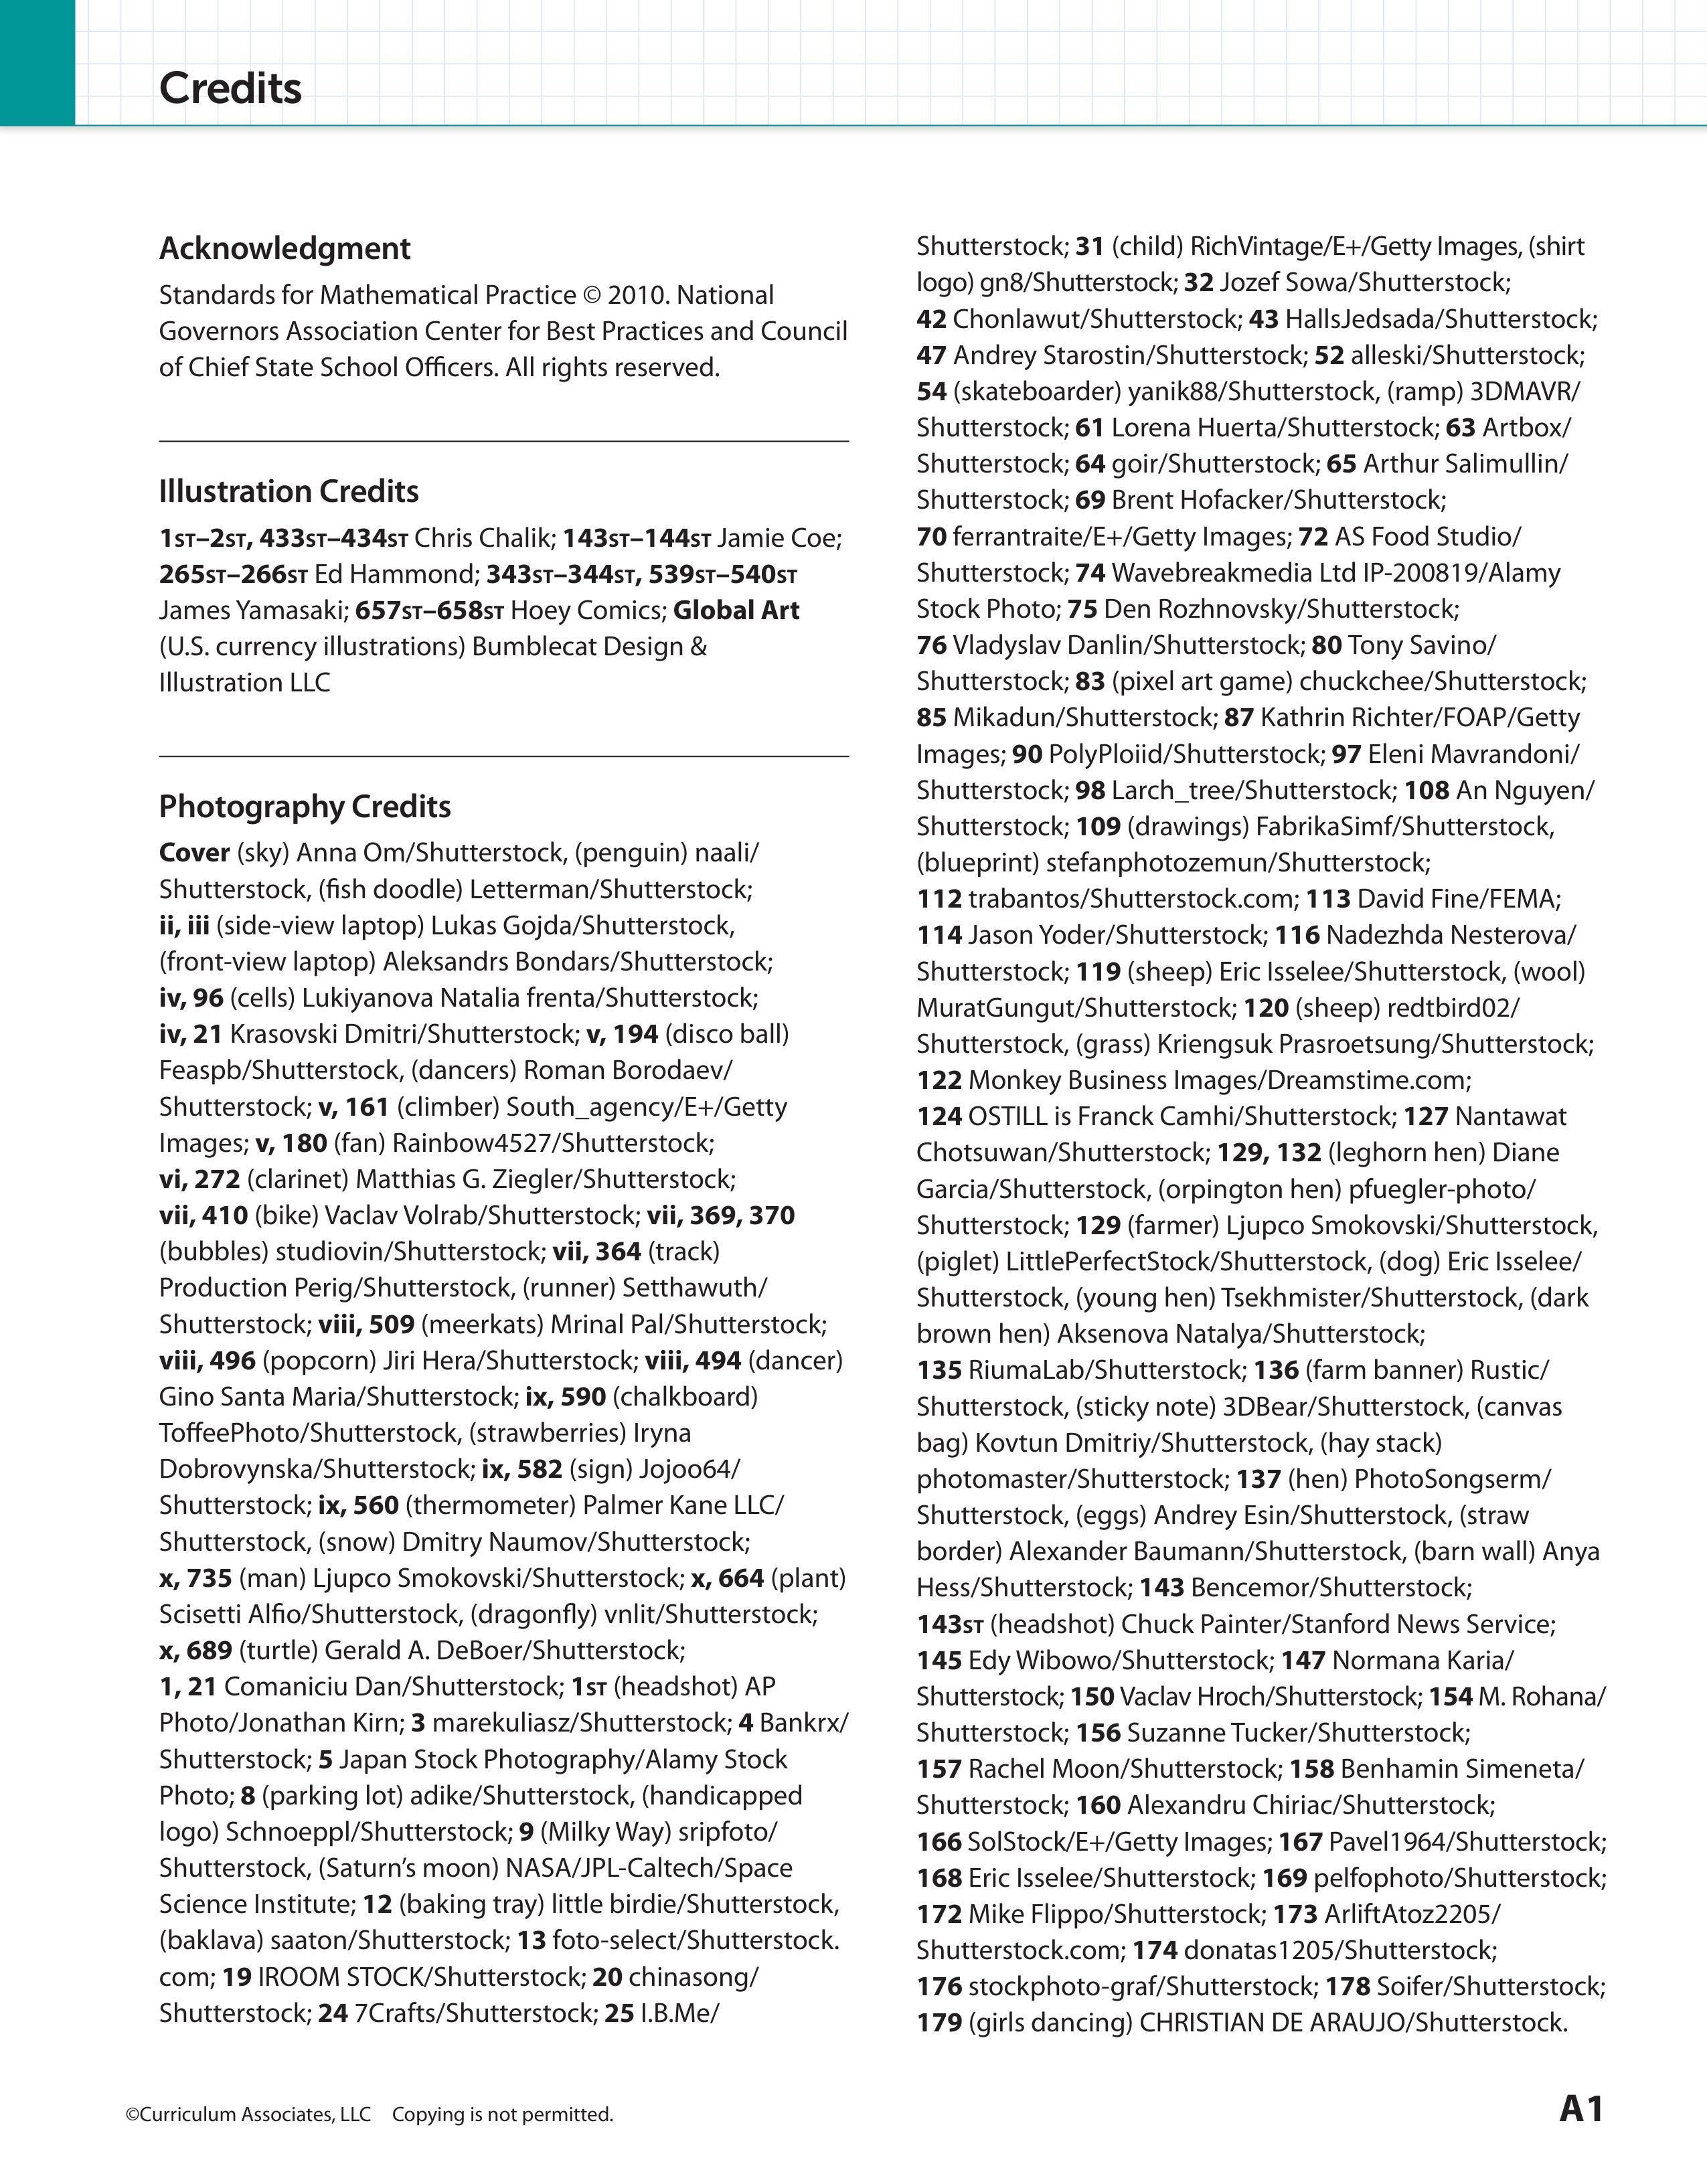 Credits
Acknowledgment
Standards for Mathematical Practice © 2010. National
Governors Association Center for Best Practices and Council
of Chief State School Officers. All rights reserved.
Illustration Credits
1ST–2ST, 433ST–434ST Chris Chalik; 143ST–144ST Jamie Coe;
265ST–266ST Ed Hammond; 343ST–344ST, 539ST–540ST
James Yamasaki; 657ST–658ST Hoey Comics; Global Art
(U.S. currency illustrations) Bumblecat Design &
Illustration LLC
Photography Credits
Cover (sky) Anna Om/Shutterstock, (penguin) naali/
Shutterstock, (fish doodle) Letterman/Shutterstock;
ii, iii (side-view laptop) Lukas Gojda/Shutterstock,
(front-view laptop) Aleksandrs Bondars/Shutterstock;
iv, 96 (cells) Lukiyanova Natalia frenta/Shutterstock;
iv, 21 Krasovski Dmitri/Shutterstock; v, 194 (disco ball)
Feaspb/Shutterstock, (dancers) Roman Borodaev/
Shutterstock; v, 161 (climber) South_agency/E+/Getty
Images; v, 180 (fan) Rainbow4527/Shutterstock;
vi, 272 (clarinet) Matthias G. Ziegler/Shutterstock;
vii, 410 (bike) Vaclav Volrab/Shutterstock; vii, 369, 370
(bubbles) studiovin/Shutterstock; vii, 364 (track)
Production Perig/Shutterstock, (runner) Setthawuth/
Shutterstock; viii, 509 (meerkats) Mrinal Pal/Shutterstock;
viii, 496 (popcorn) Jiri Hera/Shutterstock; viii, 494 (dancer)
Gino Santa Maria/Shutterstock; ix, 590 (chalkboard)
ToffeePhoto/Shutterstock, (strawberries) Iryna
Dobrovynska/Shutterstock; ix, 582 (sign) Jojoo64/
Shutterstock; ix, 560 (thermometer) Palmer Kane LLC/
Shutterstock, (snow) Dmitry Naumov/Shutterstock;
x, 735 (man) Ljupco Smokovski/Shutterstock; x, 664 (plant)
Scisetti Alfio/Shutterstock, (dragonfly) vnlit/Shutterstock;
x, 689 (turtle) Gerald A. DeBoer/Shutterstock;
1, 21 Comaniciu Dan/Shutterstock; 1ST (headshot) AP
Photo/Jonathan Kirn; 3 marekuliasz/Shutterstock; 4 Bankrx/
Shutterstock; 5 Japan Stock Photography/Alamy Stock
Photo; 8 (parking lot) adike/Shutterstock, (handicapped
logo) Schnoeppl/Shutterstock; 9 (Milky Way) sripfoto/
Shutterstock, (Saturn’s moon) NASA/JPL-Caltech/Space
Science Institute; 12 (baking tray) little birdie/Shutterstock,
(baklava) saaton/Shutterstock; 13 foto-select/Shutterstock.
com; 19 IROOM STOCK/Shutterstock; 20 chinasong/
Shutterstock; 24 7Crafts/Shutterstock; 25 I.B.Me/
Shutterstock; 31 (child) RichVintage/E+/Getty Images, (shirt
logo) gn8/Shutterstock; 32 Jozef Sowa/Shutterstock;
42 Chonlawut/Shutterstock; 43 HallsJedsada/Shutterstock;
47 Andrey Starostin/Shutterstock; 52 alleski/Shutterstock;
54 (skateboarder) yanik88/Shutterstock, (ramp) 3DMAVR/
Shutterstock; 61 Lorena Huerta/Shutterstock; 63 Artbox/
Shutterstock; 64 goir/Shutterstock; 65 Arthur Salimullin/
Shutterstock; 69 Brent Hofacker/Shutterstock;
70 ferrantraite/E+/Getty Images; 72 AS Food Studio/
Shutterstock; 74 Wavebreakmedia Ltd IP-200819/Alamy
Stock Photo; 75 Den Rozhnovsky/Shutterstock;
76 Vladyslav Danlin/Shutterstock; 80 Tony Savino/
Shutterstock; 83 (pixel art game) chuckchee/Shutterstock;
85 Mikadun/Shutterstock; 87 Kathrin Richter/FOAP/Getty
Images; 90 PolyPloiid/Shutterstock; 97 Eleni Mavrandoni/
Shutterstock; 98 Larch_tree/Shutterstock; 108 An Nguyen/
Shutterstock; 109 (drawings) FabrikaSimf/Shutterstock,
(blueprint) stefanphotozemun/Shutterstock;
112 trabantos/Shutterstock.com; 113 David Fine/FEMA;
114 Jason Yoder/Shutterstock; 116 Nadezhda Nesterova/
Shutterstock; 119 (sheep) Eric Isselee/Shutterstock, (wool)
MuratGungut/Shutterstock; 120 (sheep) redtbird02/
Shutterstock, (grass) Kriengsuk Prasroetsung/Shutterstock;
122 Monkey Business Images/Dreamstime.com;
124 OSTILL is Franck Camhi/Shutterstock; 127 Nantawat
Chotsuwan/Shutterstock; 129, 132 (leghorn hen) Diane
Garcia/Shutterstock, (orpington hen) pfuegler-photo/
Shutterstock; 129 (farmer) Ljupco Smokovski/Shutterstock,
(piglet) LittlePerfectStock/Shutterstock, (dog) Eric Isselee/
Shutterstock, (young hen) Tsekhmister/Shutterstock, (dark
brown hen) Aksenova Natalya/Shutterstock;
135 RiumaLab/Shutterstock; 136 (farm banner) Rustic/
Shutterstock, (sticky note) 3DBear/Shutterstock, (canvas
bag) Kovtun Dmitriy/Shutterstock, (hay stack)
photomaster/Shutterstock; 137 (hen) PhotoSongserm/
Shutterstock, (eggs) Andrey Esin/Shutterstock, (straw
border) Alexander Baumann/Shutterstock, (barn wall) Anya
Hess/Shutterstock; 143 Bencemor/Shutterstock;
143ST (headshot) Chuck Painter/Stanford News Service;
145 Edy Wibowo/Shutterstock; 147 Normana Karia/
Shutterstock; 150 Vaclav Hroch/Shutterstock; 154 M. Rohana/
Shutterstock; 156 Suzanne Tucker/Shutterstock;
157 Rachel Moon/Shutterstock; 158 Benhamin Simeneta/
Shutterstock; 160 Alexandru Chiriac/Shutterstock;
166 SolStock/E+/Getty Images; 167 Pavel1964/Shutterstock;
168 Eric Isselee/Shutterstock; 169 pelfophoto/Shutterstock;
172 Mike Flippo/Shutterstock; 173 ArliftAtoz2205/
Shutterstock.com; 174 donatas1205/Shutterstock;
176 stockphoto-graf/Shutterstock; 178 Soifer/Shutterstock;
179 (girls dancing) CHRISTIAN DE ARAUJO/Shutterstock.
©Curriculum Associates, LLC Copying is not permitted.
A1